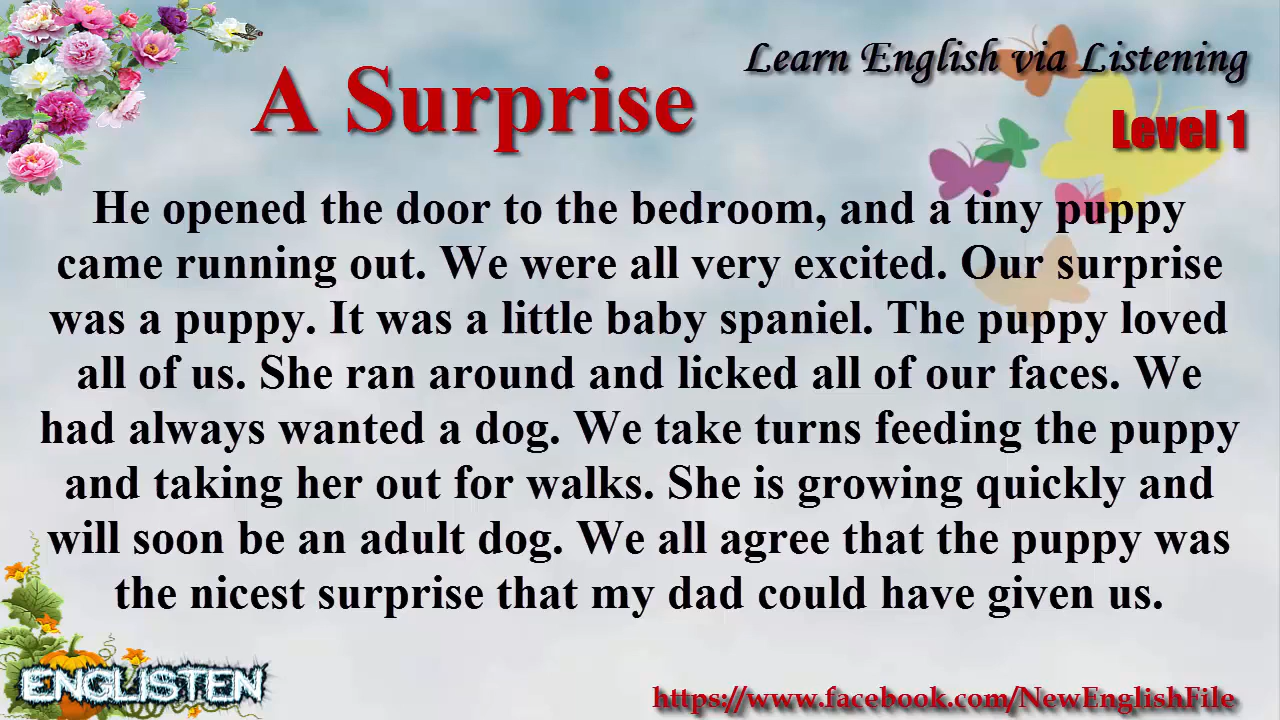 Learn English via Listening
A Surprise
Level 1
He opened the door to the bedroom, and a tiny puppy
came running out. We were all very excited. Our surprise
was a puppy. It was a little baby spaniel. The puppy loved
all of us. She ran around and licked all of our faces. We
had always wanted a dog. We take turns feeding the puppy
and taking her out for walks. She is growing quickly and
will soon be an adult dog. We all agree that the puppy was
the nicest surprise that my dad could have given us.
ENGLISTEN
https://www.facebook.com/NewEnglishFile